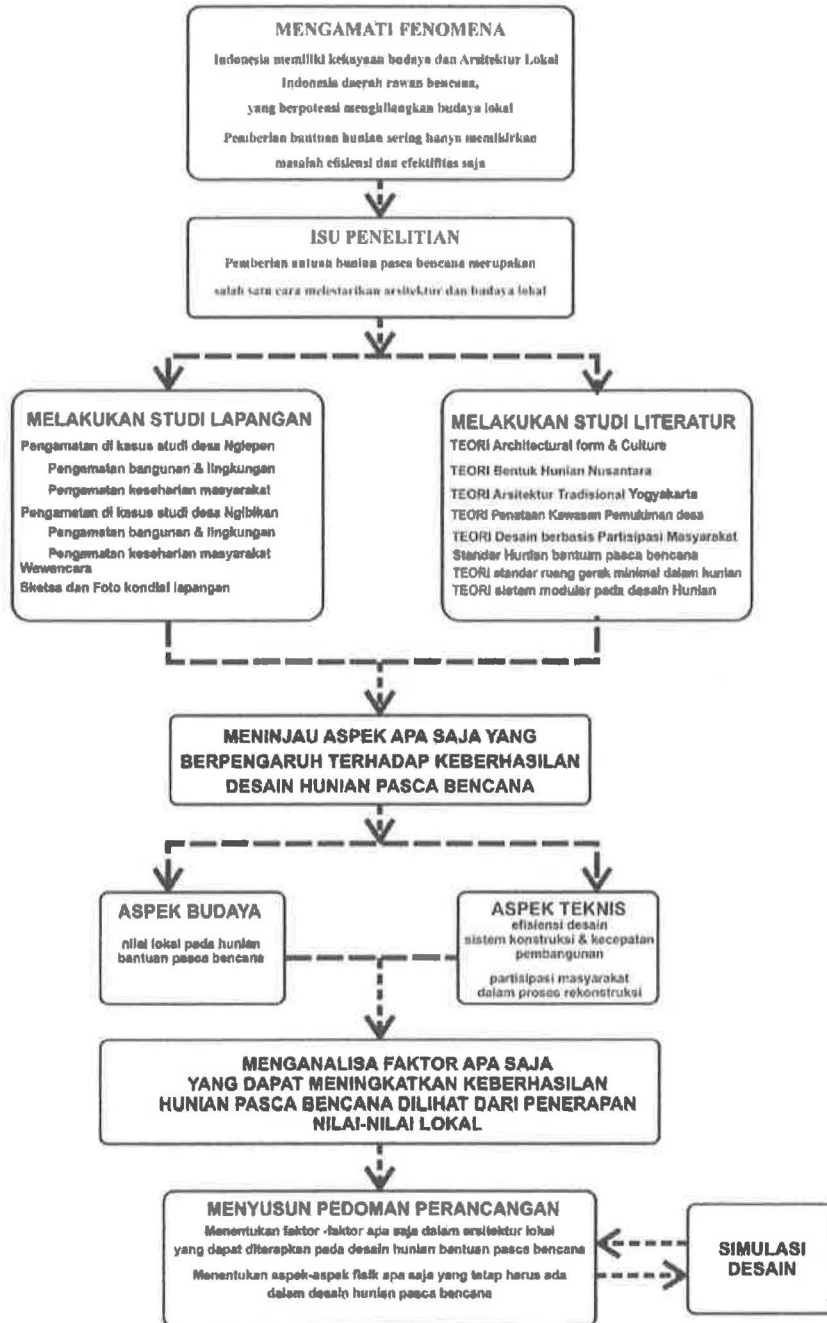 MENGAMATI FENOMENA
Indonesia memiliki kekayaan budaya dan Arsitektur Lokal
Indonesia daerah rawan bencana,
yang berpotensi menghilangkan budaya lokal
Pemberian bantuan hunian sering hanya memikirkan
masalah efisiensi dan efektifitas saja
ISU PENELITIAN
Pemberian antuan hunian pasca bencana merupakan
salah satu cara melestarikan arsitektur dan budaya lokal
MELAKUKAN STUDI LAPANGAN
Pengamatan di kasus studi desa Nglepen
Pengamatan bangunan & lingkungan
Pengamatan keseharian masyarakat
Pengamatan di kasus studi desa Ngibikan
Pengamatan bangunan & lingkungan
Pengamatan keseharian masyarakat
Wawancara
Sketsa dan Foto kondisi lapangan
MELAKUKAN STUDI LITERATUR
TEORI Architectural form & Culture
TEORI Bentuk Hunian Nusantara
TEORI Arsitektur Tradisional Yogyakarta
TEORI Penataan Kawasan Pemukiman desa
TEORI Desain berbasis Partisipasi Masyarakat
Standar Hunian bantuan pasca bencana
TEORI standar ruang gerak minimal dalam hunian
TEORI sistem modular pada desain Hunian
MENINJAU ASPEK APA SAJA YANG
BERPENGARUH TERHADAP KEBERHASILAN
DESAIN HUNIAN PASCA BENCANA
ASPEK BUDAYA
nilai lokal pada hunian
bantuan pasca bencana
ASPEK TEKNIS
efisiensi desain
sistem konstruksi & kecepatan
pembangunan
partisipasi masyarakat
dalam proses rekonstruksi
MENGANALISA FAKTOR APA SAJA
YANG DAPAT MENINGKATKAN KEBERHASILAN
HUNIAN PASCA BENCANA DILIHAT DARI PENERAPAN
NILAI-NILAI LOKAL
MENYUSUN PEDOMAN PERANCANGAN
Menentukan faktor -faktor apa saja dalam arsitektur lokal
yang dapat diterapkan pada desain hunian bantuan pasca bencana
Menentukan aspek-aspek fisik apa saja yang tetap harus ada
dalam desain hunian pasca bencana
SIMULASI
DESAIN